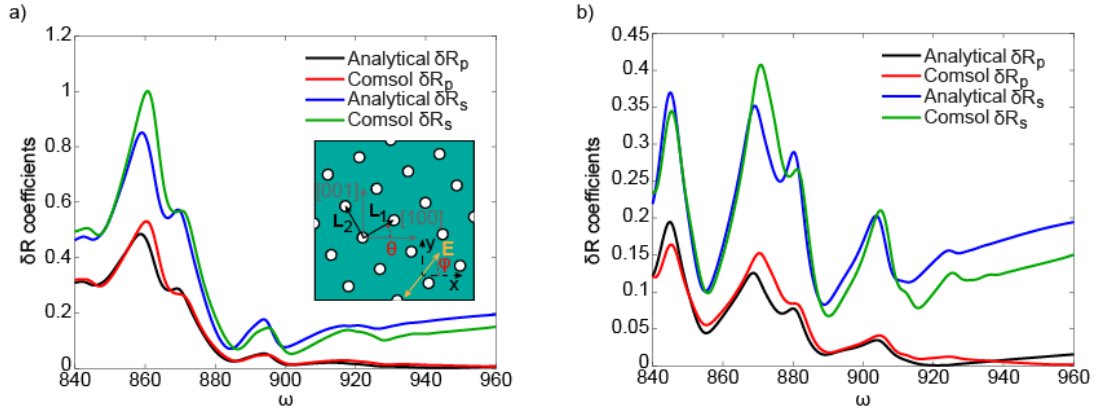 a)
1.2
1
0.8
0.6
0.4
0.2
0
δR coefficients
Analytical δRp
Comsol δRp
Analytical δRs
Comsol δRs
[001]
L1
[100]
L2
θ
y
E
φ
x
840 860 880 900 920 940 960
ω
b)
0.45
0.4
0.35
0.3
0.25
0.2
0.15
0.1
0.05
0
δR coefficients
Analytical δRp
Comsol δRp
Analytical δRs
Comsol δRs
840 860 880 900 920 940 960
ω